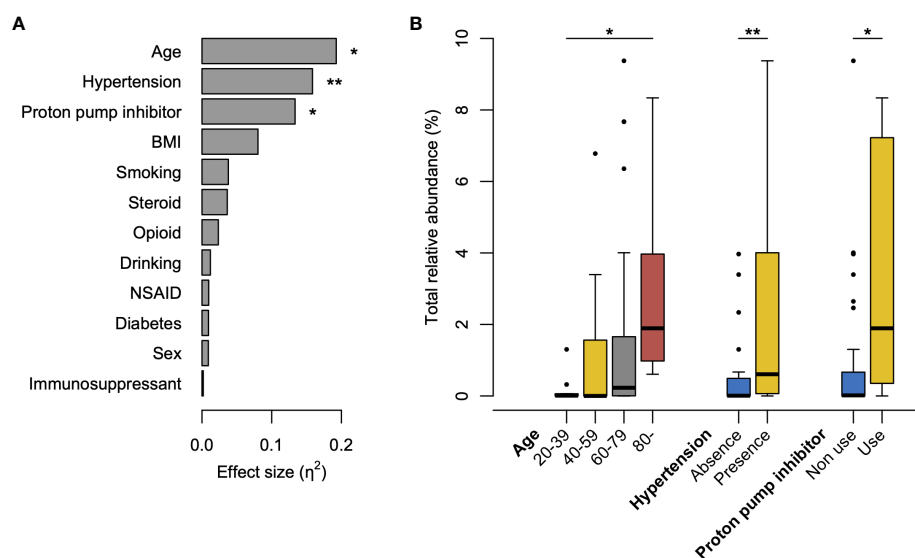 A
Age *
Hypertension **
Proton pump inhibitor *
BMI
Smoking
Steroid
Opioid
Drinking
NSAID
Diabetes
Sex
Immunosuppressant
0.0 0.1 0.2
Effect size (η²)
B
Total relative abundance (%)
10
8
6
4
2
0
* ** *
Age
20-39
40-59
60-79
80-
Hypertension
Absence
Presence
Proton pump inhibitor
Non use
Use